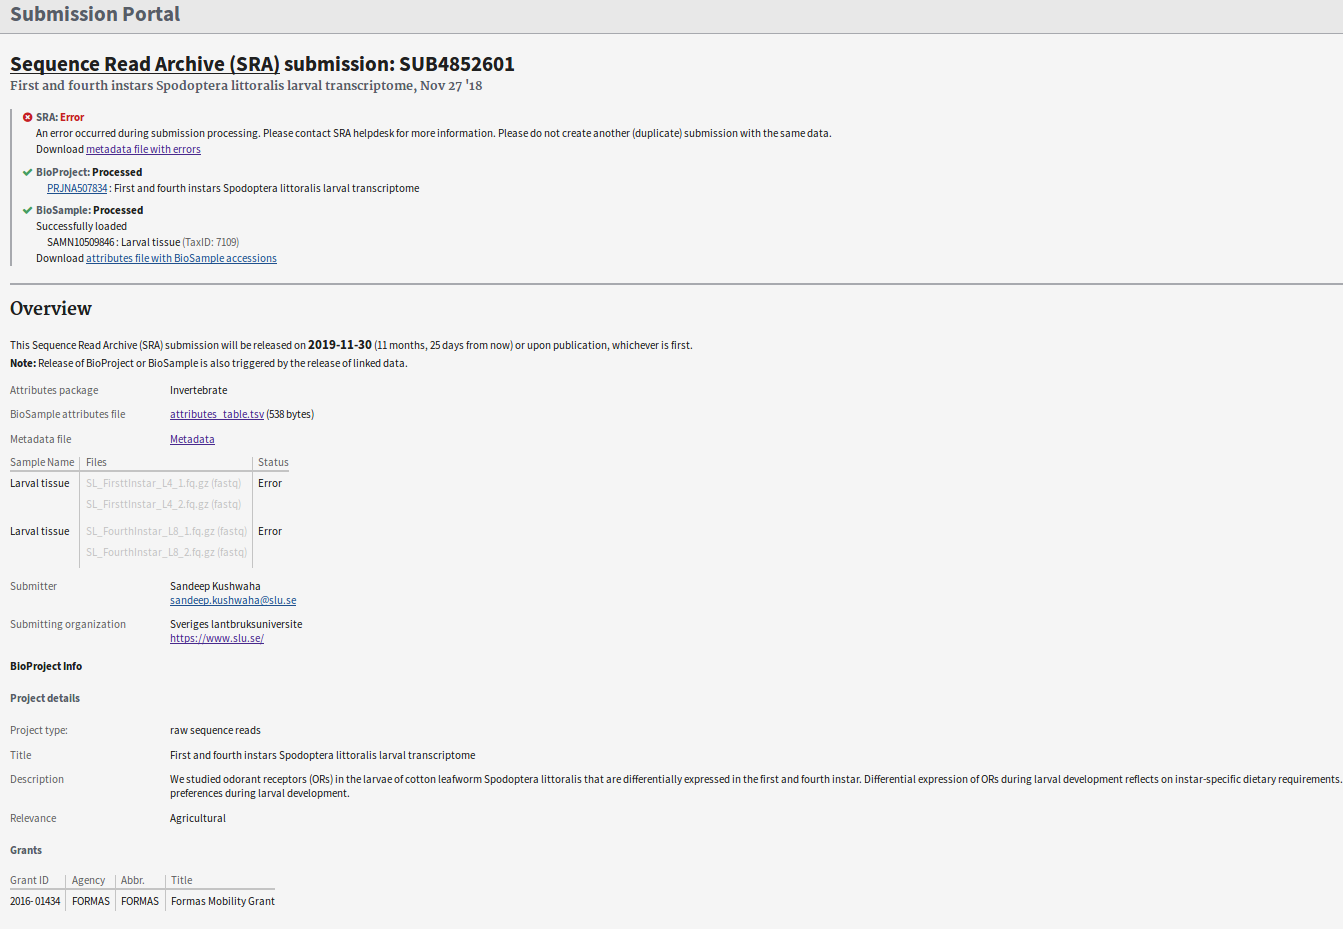 Submission Portal
Sequence Read Archive (SRA) submission: SUB4852601
First and fourth instars Spodoptera littoralis larval transcriptome, Nov 27 '18
SRA: Error
An error occurred during submission processing. Please contact SRA helpdesk for more information. Please do not create another (duplicate) submission with the same data.
Download metadata file with errors
BioProject: Processed
PRJNA507834 : First and fourth instars Spodoptera littoralis larval transcriptome
BioSample: Processed
Successfully loaded
SAMN10509846 : Larval tissue (TaxID: 7109)
Download attributes file with BioSample accessions
Overview
This Sequence Read Archive (SRA) submission will be released on 2019-11-30 (11 months, 25 days from now) or upon publication, whichever is first.
Note: Release of BioProject or BioSample is also triggered by the release of linked data.
Attributes package Invertebrate
BioSample attributes file attributes_table.tsv (538 bytes)
Metadata file Metadata
Sample Name Files Status
Larval tissue SL_FirsttInstar_L4_1.fq.gz (fastq) Error
SL_FirsttInstar_L4_2.fq.gz (fastq)
Larval tissue SL_FourthInstar_L8_1.fq.gz (fastq) Error
SL_FourthInstar_L8_2.fq.gz (fastq)
Submitter Sandeep Kushwaha
sandeep.kushwaha@slu.se
Submitting organization Sveriges lantbruksuniversite
https://www.slu.se/
BioProject Info
Project details
Project type: raw sequence reads
Title First and fourth instars Spodoptera littoralis larval transcriptome
Description We studied odorant receptors (ORs) in the larvae of cotton leafworm Spodoptera littoralis that are differentially expressed in the first and fourth instar. Differential expression of ORs during larval development reflects on instar-specific dietary requirements.
preferences during larval development.
Relevance Agricultural
Grants
Grant ID Agency Abbr. Title
2016- 01434 FORMAS FORMAS Formas Mobility Grant